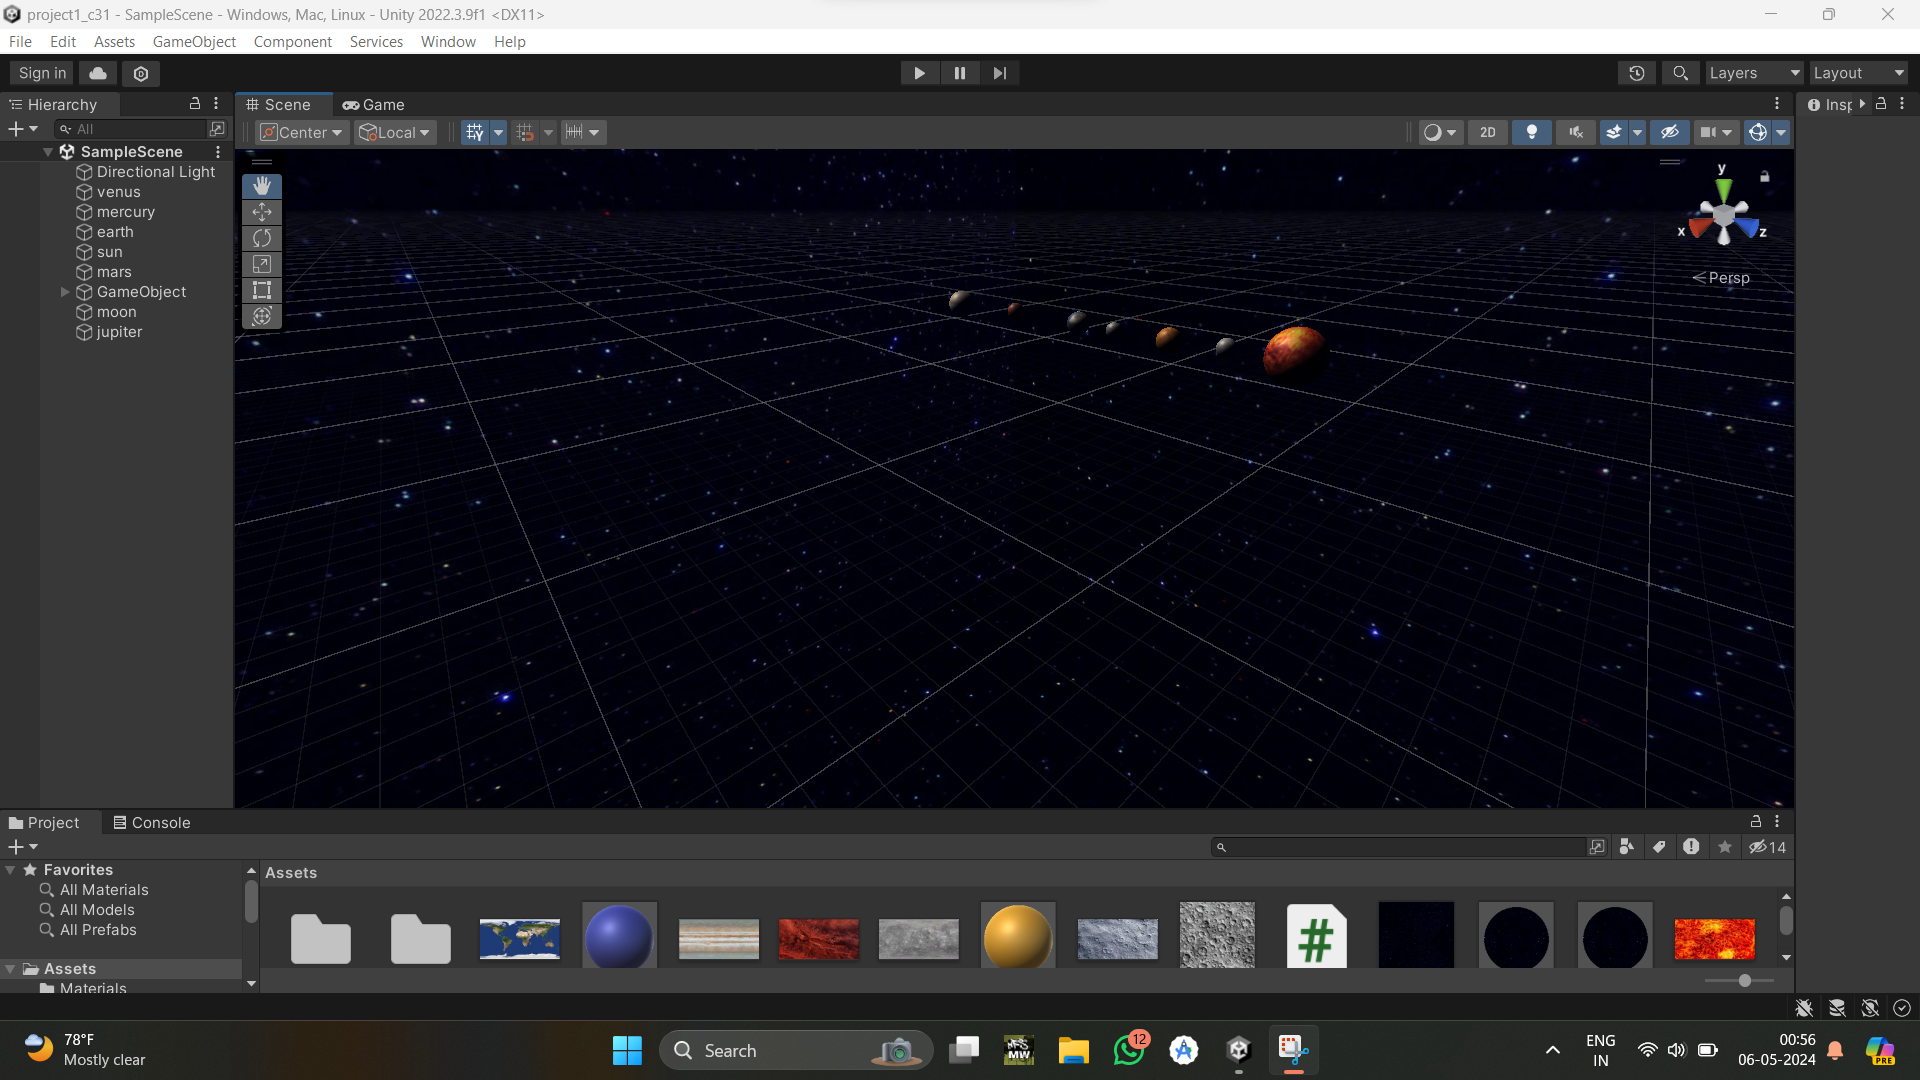 project1_c31 - SampleScene - Windows, Mac, Linux - Unity 2022.3.9f1 <DX11>
File Edit Assets GameObject Component Services Window Help
Sign in
Layers
Layout
Hierarchy
Scene
Game
Insp
All
Center
Local
2D
SampleScene
Directional Light
venus
mercury
earth
sun
mars
GameObject
moon
jupiter
y
x
z
Persp
Project
Console
14
Favorites
All Materials
All Models
All Prefabs
Assets
Materials
Assets
#
78°F
Mostly clear
Search
MW
12
ENG
IN
00:56
06-05-2024
PRE